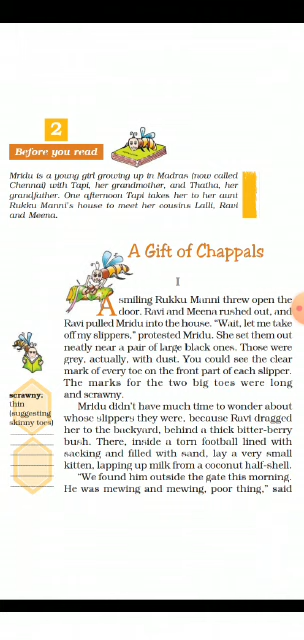 2
Before you read
Mridu is a young girl growing up in Madras (now called
Chennai) with Tapi, her grandmother, and Thatha, her
grandfather. One afternoon Tapi takes her to her aunt
Rukku Manni's house to meet her cousins Lalli, Ravi
and Meena.
A Gift of Chappals
I
A smiling Rukku Manni threw open the
door. Ravi and Meena rushed out, and
Ravi pulled Mridu into the house. “Wait, let me take
off my slippers,” protested Mridu. She set them out
neatly near a pair of large black ones. Those were
grey, actually, with dust. You could see the clear
mark of every toe on the front part of each slipper.
The marks for the two big toes were long
and scrawny.
scrawny:
thin
(suggesting
skinny toes)
Mridu didn't have much time to wonder about
whose slippers they were, because Ravi dragged
her to the backyard, behind a thick bitter-berry
bush. There, inside a torn football lined with
sacking and filled with sand, lay a very small
kitten, lapping up milk from a coconut half-shell.
“We found him outside the gate this morning.
He was mewing and mewing, poor thing,” said